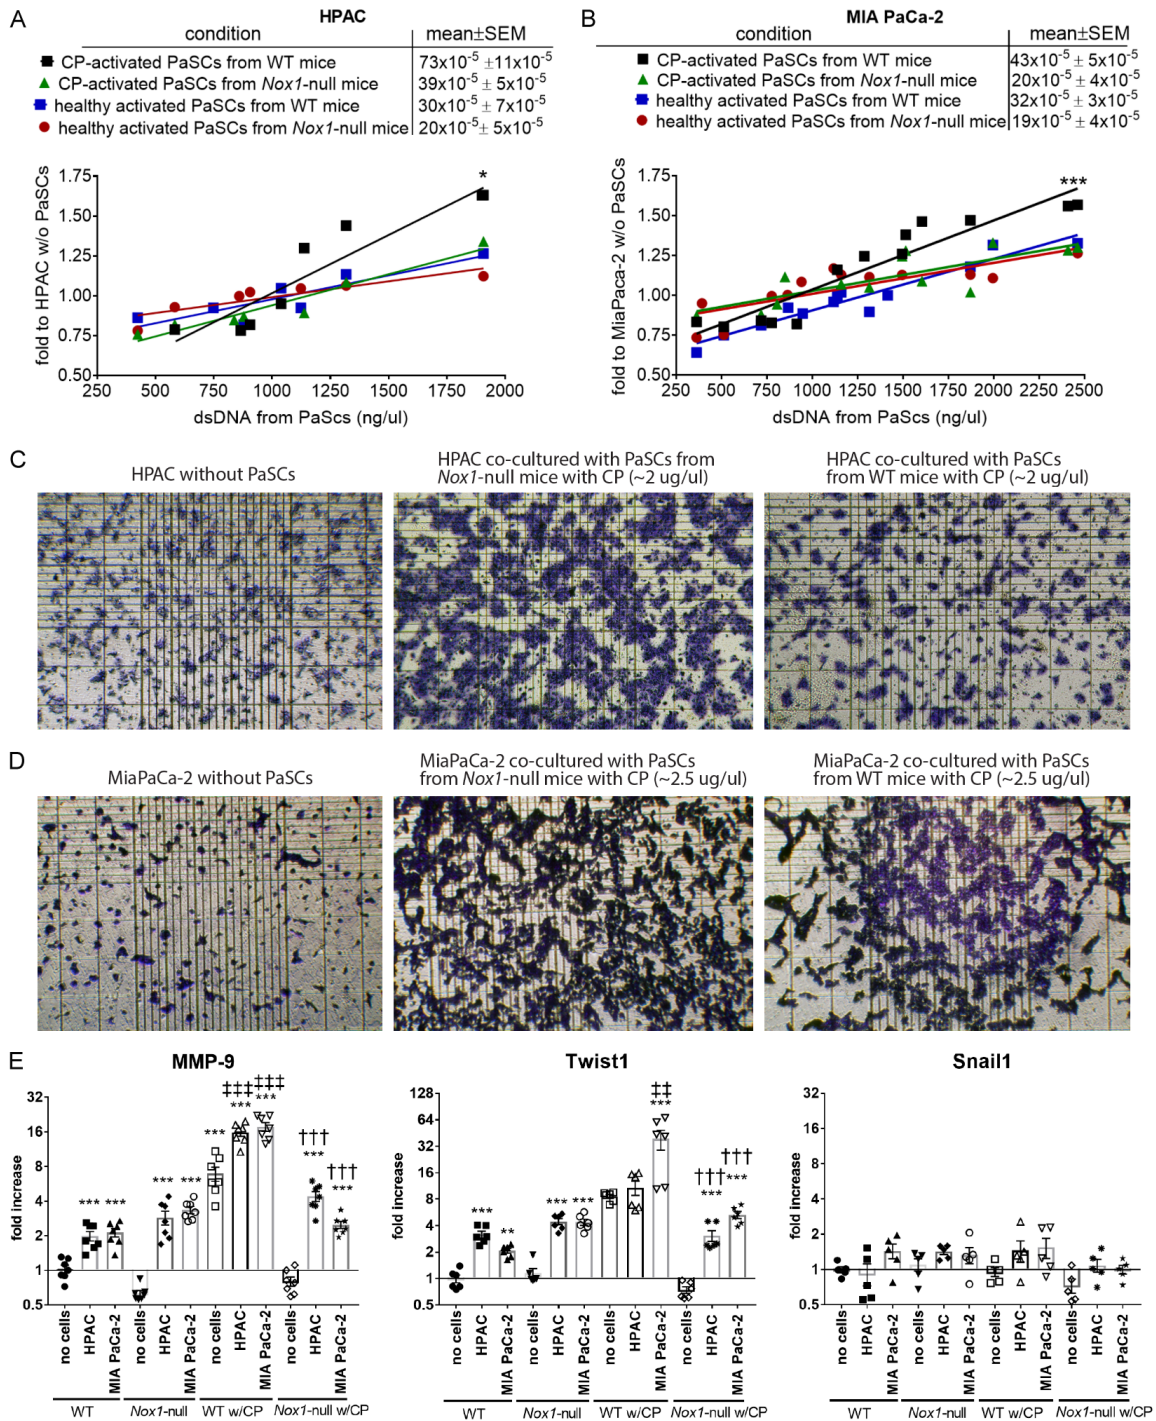 A
HPAC
condition mean±SEM
CP-activated PaSCs from WT mice 73x10⁻⁵ ±11x10⁻⁵
CP-activated PaSCs from Nox1-null mice 39x10⁻⁵ ± 5x10⁻⁵
healthy activated PaSCs from WT mice 30x10⁻⁵ ± 7x10⁻⁵
healthy activated PaSCs from Nox1-null mice 20x10⁻⁵ ± 5x10⁻⁵
fold to HPAC w/o PaSCs
1.75
1.50
1.25
1.00
0.75
0.50
*
250 500 750 1000 1250 1500 1750 2000
dsDNA from PaScs (ng/ul)
B
MIA PaCa-2
condition mean±SEM
CP-activated PaSCs from WT mice 43x10⁻⁵ ± 5x10⁻⁵
CP-activated PaSCs from Nox1-null mice 20x10⁻⁵ ± 4x10⁻⁵
healthy activated PaSCs from WT mice 32x10⁻⁵ ± 3x10⁻⁵
healthy activated PaSCs from Nox1-null mice 19x10⁻⁵ ± 4x10⁻⁵
fold to MiaPaca-2 w/o PaSCs
1.75
1.50
1.25
1.00
0.75
0.50
***
250 500 750 1000 1250 1500 1750 2000 2250 2500
dsDNA from PaScs (ng/ul)
C
HPAC without PaSCs
HPAC co-cultured with PaSCs from
Nox1-null mice with CP (~2 ug/ul)
HPAC co-cultured with PaSCs
from WT mice with CP (~2 ug/ul)
D
MiaPaCa-2 without PaSCs
MiaPaCa-2 co-cultured with PaSCs
from Nox1-null mice with CP (~2.5 ug/ul)
MiaPaCa-2 co-cultured with PaSCs
from WT mice with CP (~2.5 ug/ul)
E
MMP-9
fold increase
32
16
8
4
2
1
0.5
*** *** *** *** *** ‡‡‡ *** ‡‡‡ *** ††† *** ††† ***
no cells HPAC MIA PaCa-2 no cells HPAC MIA PaCa-2 no cells HPAC MIA PaCa-2 no cells HPAC MIA PaCa-2
WT Nox1-null WT w/CP Nox1-null w/CP
Twist1
fold increase
128
64
32
16
8
4
2
1
0.5
*** ** *** *** ‡‡ *** ††† *** ††† ***
no cells HPAC MIA PaCa-2 no cells HPAC MIA PaCa-2 no cells HPAC MIA PaCa-2 no cells HPAC MIA PaCa-2
WT Nox1-null WT w/CP Nox1-null w/CP
Snail1
fold increase
32
16
8
4
2
1
0.5
no cells HPAC MIA PaCa-2 no cells HPAC MIA PaCa-2 no cells HPAC MIA PaCa-2 no cells HPAC MIA PaCa-2
WT Nox1-null WT w/CP Nox1-null w/CP